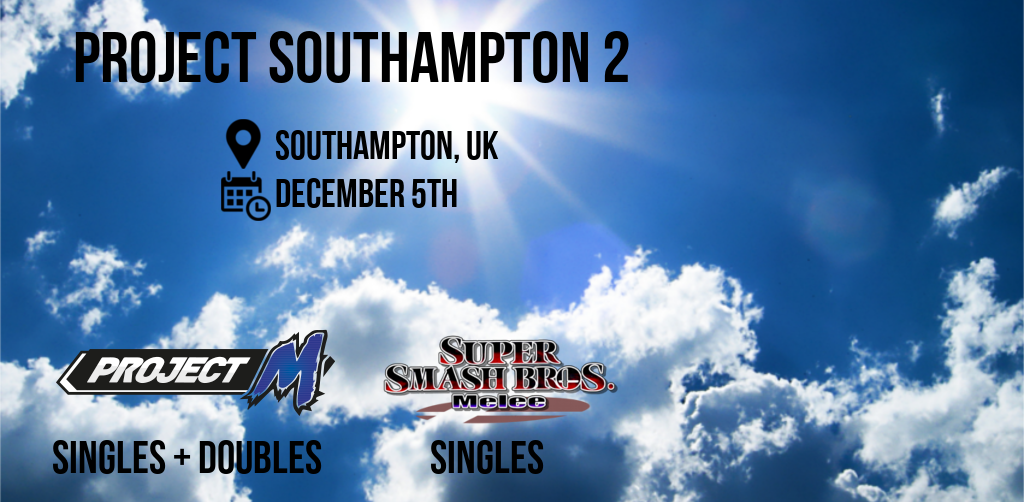 PROJECT SOUTHAMPTON 2
SOUTHAMPTON, UK
DECEMBER 5TH
PROJECT M
SUPER
SMASH BROS.
Melee
SINGLES + DOUBLES
SINGLES